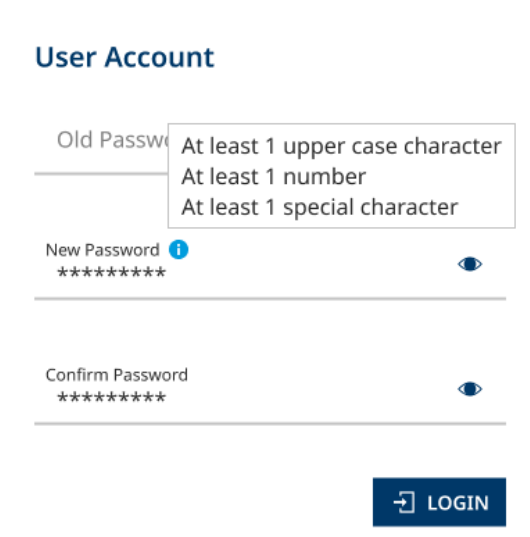 User Account
Old Passwo
At least 1 upper case character
At least 1 number
At least 1 special character
New Password
*********
Confirm Password
*********
LOGIN